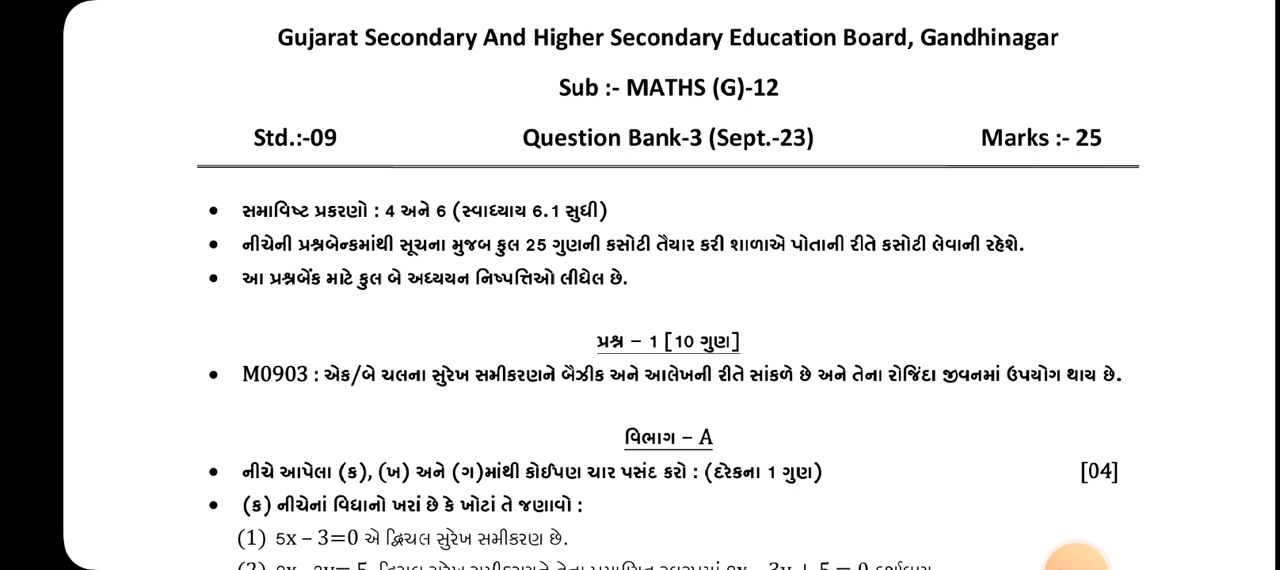 Gujarat Secondary And Higher Secondary Education Board, Gandhinagar
Sub :- MATHS (G)-12
Std.:-09 Question Bank-3 (Sept.-23) Marks :- 25
• સમાવિષ્ટ પ્રકરણો : 4 અને 6 (સ્વાધ્યાય 6.1 સુધી)
• નીચેની પ્રશ્નબેન્કમાંથી સૂચના મુજબ કુલ 25 ગુણની કસોટી તૈયાર કરી શાળાએ પોતાની રીતે કસોટી લેવાની રહેશે.
• આ પ્રશ્નબેંક માટે કુલ બે અધ્યયન નિષ્પત્તિઓ લીધેલ છે.
પ્રશ્ન – 1 [10 ગુણ]
• M0903 : એક/બે ચલના સુરેખ સમીકરણને બૈઝીક અને આલેખની રીતે સાંકળે છે અને તેના રોજિંદા જીવનમાં ઉપયોગ થાય છે.
વિભાગ – A
• નીચે આપેલા (ક), (ખ) અને (ગ)માંથી કોઈપણ ચાર પસંદ કરો : (દરેકના 1 ગુણ) [04]
• (ક) નીચેનાં વિધાનો ખરાં છે કે ખોટાં તે જણાવો :
(1) 5x – 3=0 એ દ્વિચલ સુરેખ સમીકરણ છે.